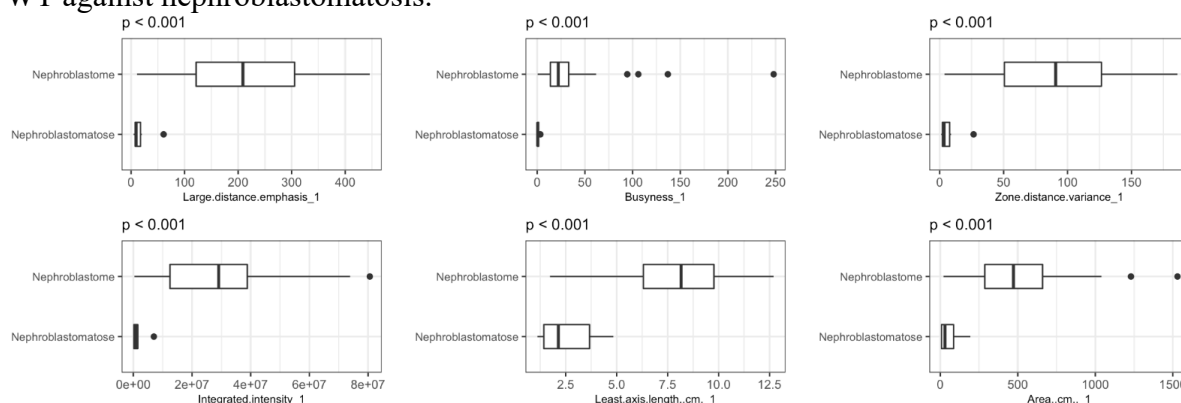 WT against nephroblastomatosis.
p < 0.001 p < 0.001 p < 0.001
Nephroblastome Nephroblastome Nephroblastome
Nephroblastomatose Nephroblastomatose Nephroblastomatose
0 100 200 300 400 0 50 100 150 200 250 0 50 100 150
Large.distance.emphasis_1 Busyness_1 Zone.distance.variance_1
p < 0.001 p < 0.001 p < 0.001
Nephroblastome Nephroblastome Nephroblastome
Nephroblastomatose Nephroblastomatose Nephroblastomatose
0e+00 2e+07 4e+07 6e+07 8e+07 2.5 5.0 7.5 10.0 12.5 0 500 1000 1500
Integrated.intensity_1 Least.axis.length..cm._1 Area..cm.._1